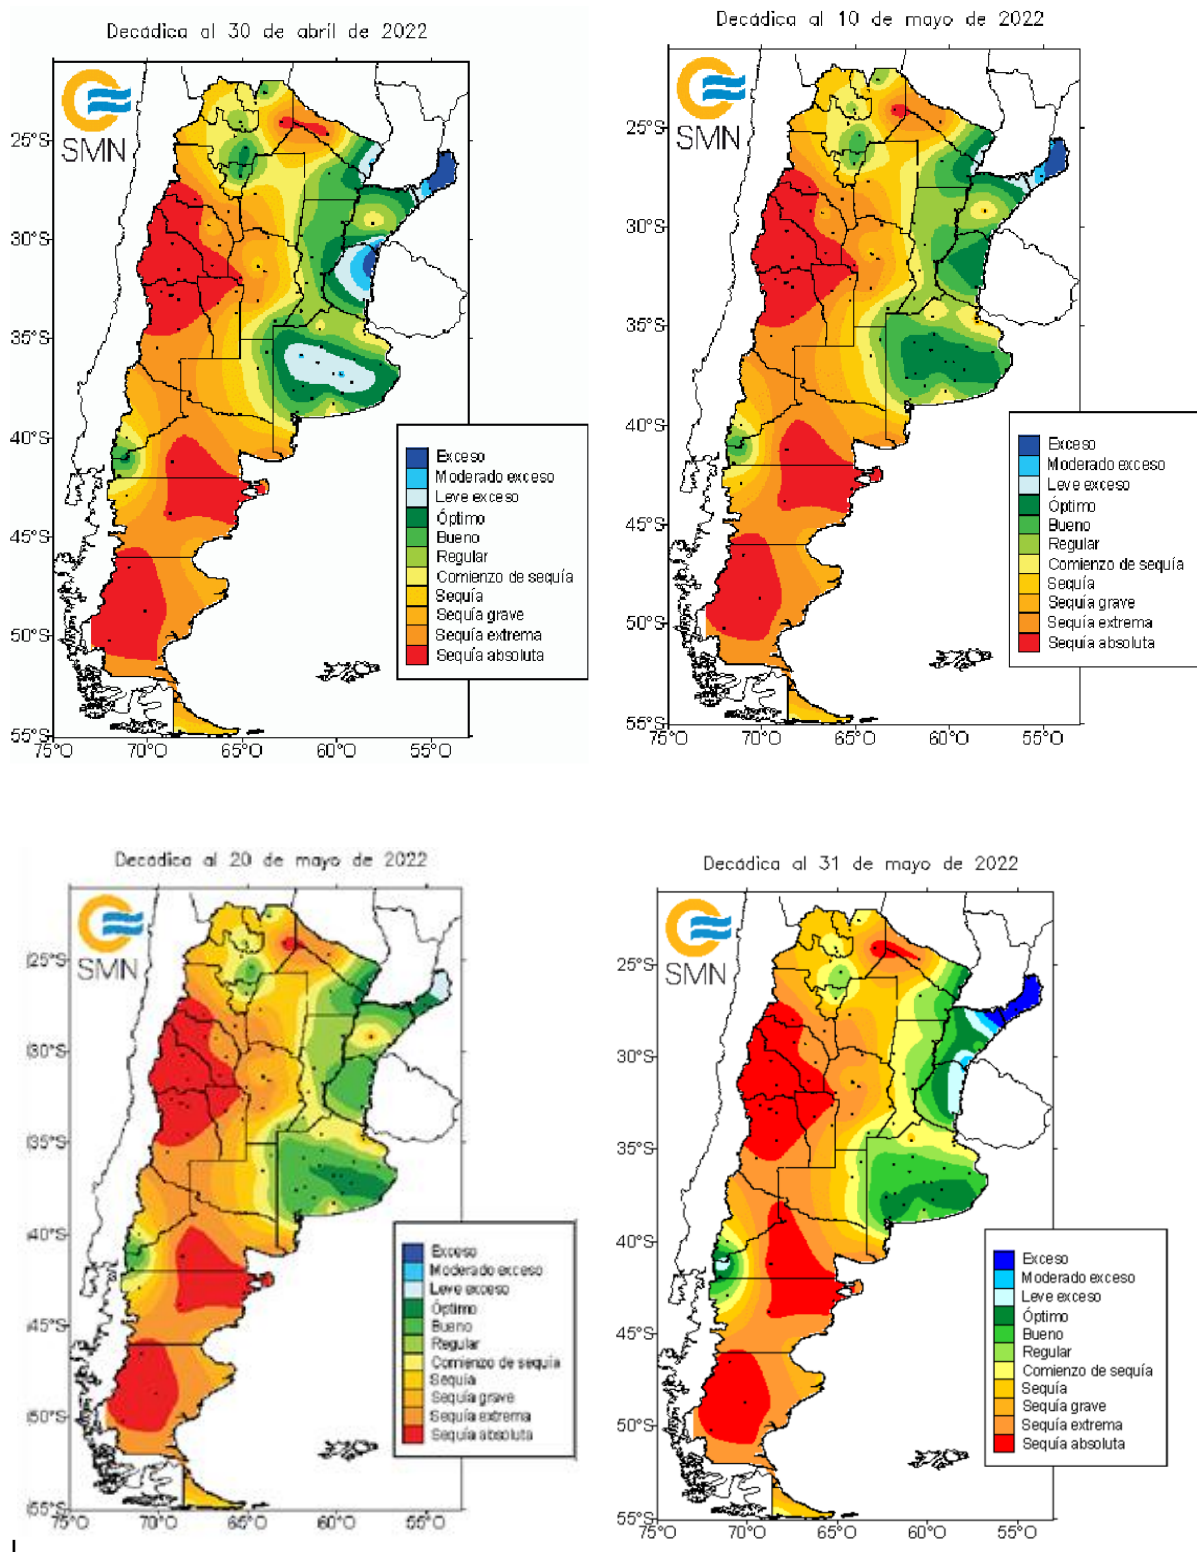 Decádica al 30 de abril de 2022
SMN
25°S
30°S
35°S
40°S
45°S
50°S
55°S
75°O
70°O
65°O
60°O
55°O
Exceso
Moderado exceso
Leve exceso
Óptimo
Bueno
Regular
Comienzo de sequía
Sequía
Sequía grave
Sequía extrema
Sequía absoluta
Decádica al 10 de mayo de 2022
SMN
25°S
30°S
35°S
40°S
45°S
50°S
55°S
75°O
70°O
65°O
60°O
55°O
Exceso
Moderado exceso
Leve exceso
Óptimo
Bueno
Regular
Comienzo de sequía
Sequía
Sequía grave
Sequía extrema
Sequía absoluta
Decádica al 20 de mayo de 2022
SMN
25°S
30°S
35°S
40°S
45°S
50°S
55°S
75°O
70°O
65°O
60°O
55°O
Exceso
Moderado exceso
Leve exceso
Óptimo
Bueno
Regular
Comienzo de sequía
Sequía
Sequía grave
Sequía extrema
Sequía absoluta
Decádica al 31 de mayo de 2022
SMN
25°S
30°S
35°S
40°S
45°S
50°S
55°S
75°O
70°O
65°O
60°O
55°O
Exceso
Moderado exceso
Leve exceso
Óptimo
Bueno
Regular
Comienzo de sequía
Sequía
Sequía grave
Sequía extrema
Sequía absoluta